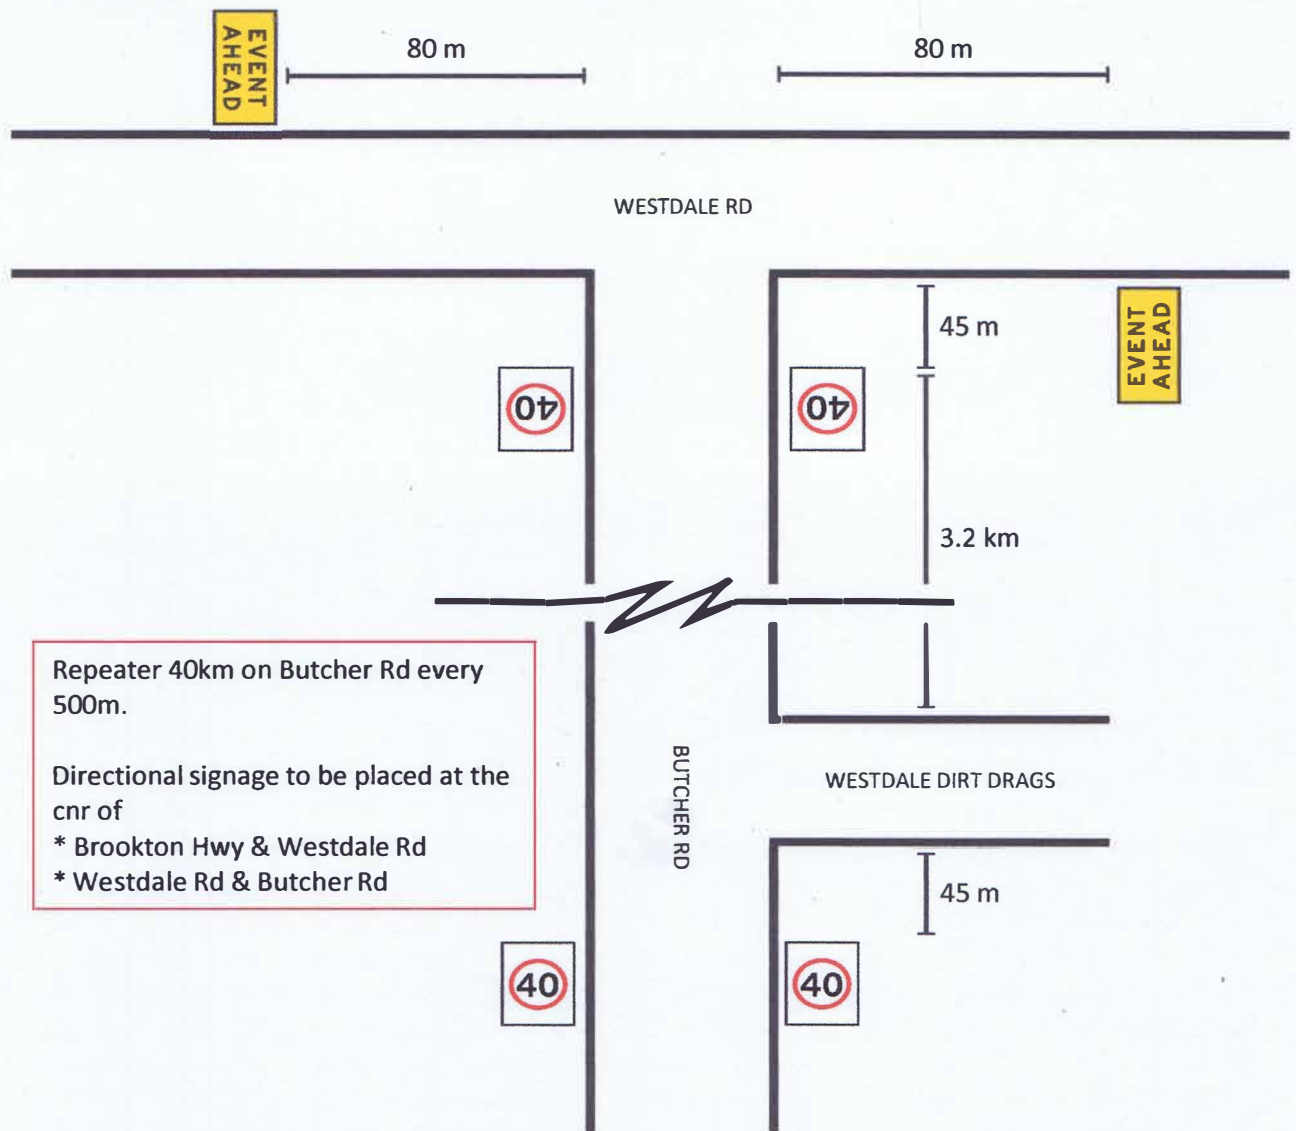 EVENT
AHEAD
80 m
80 m
WESTDALE RD
45 m
EVENT
AHEAD
40
40
3.2 km
Repeater 40km on Butcher Rd every
500m.
Directional signage to be placed at the
cnr of
* Brookton Hwy & Westdale Rd
* Westdale Rd & Butcher Rd
BUTCHER RD
WESTDALE DIRT DRAGS
45 m
40
40